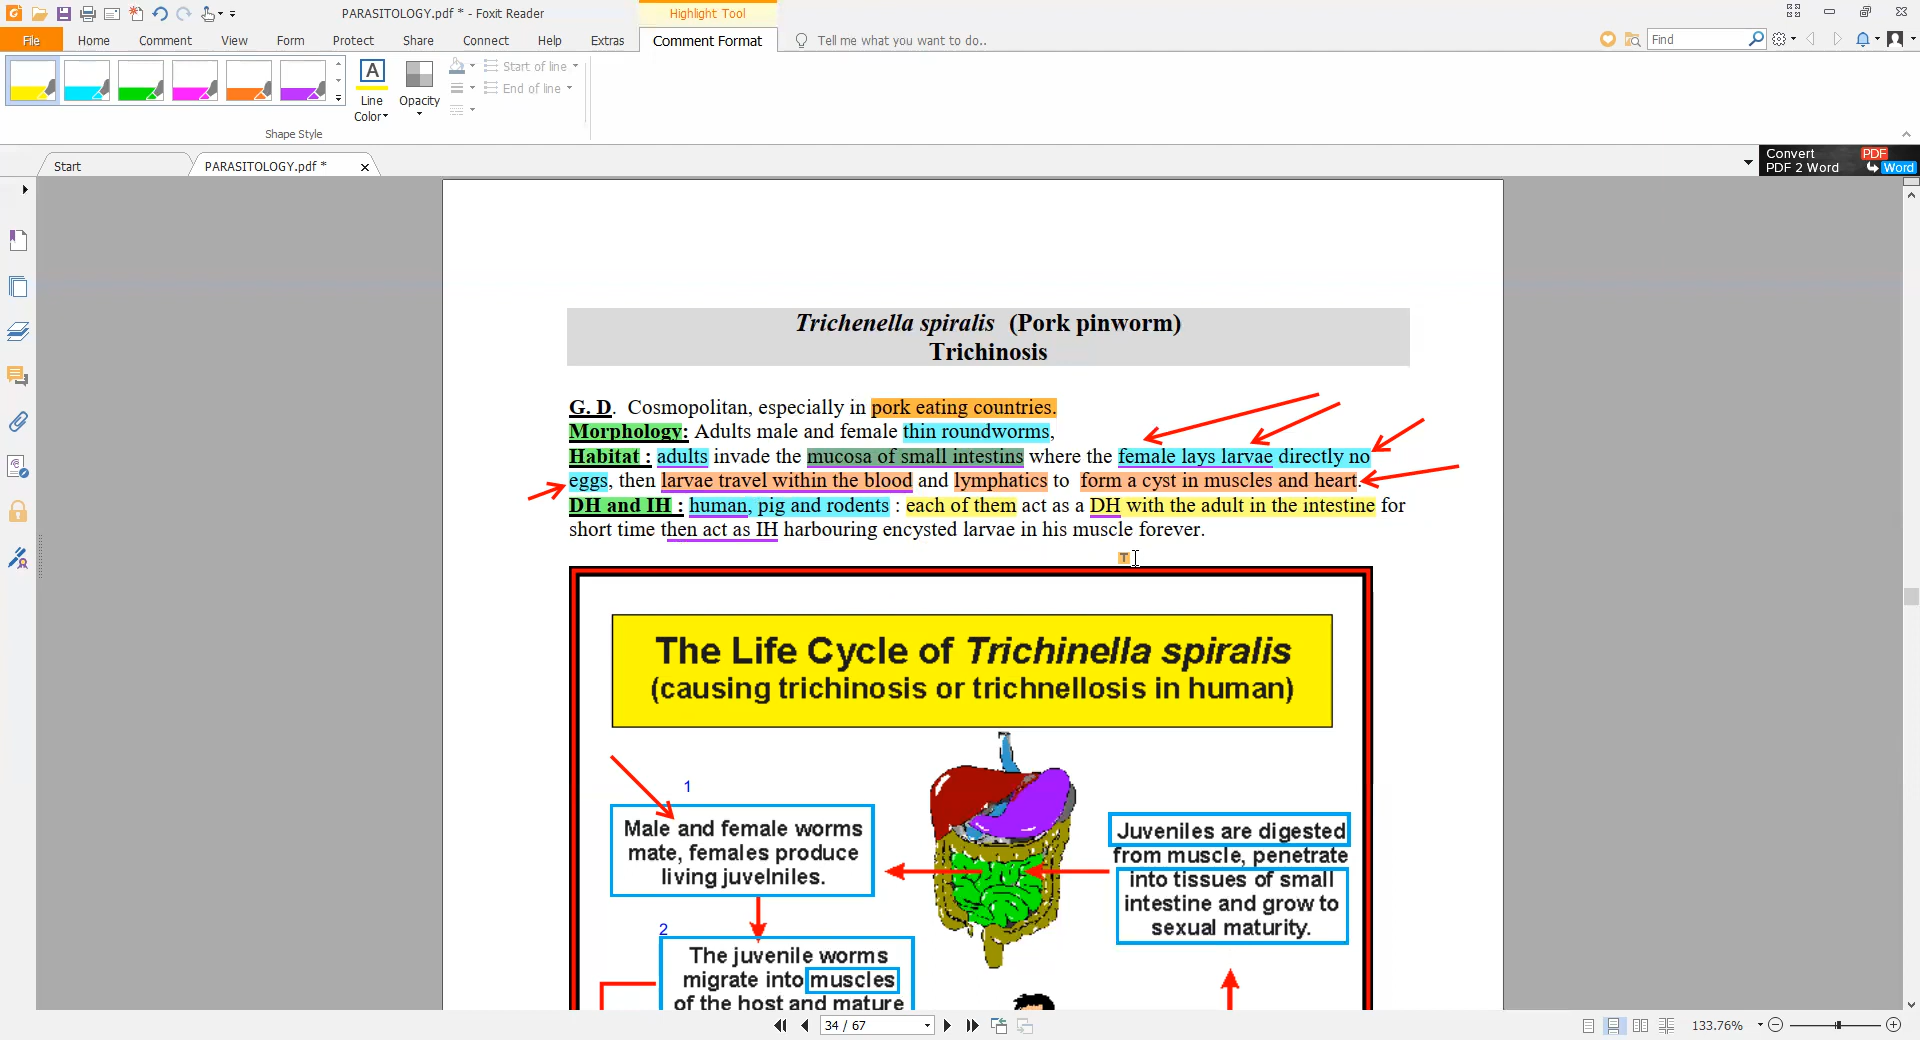 PARASITOLOGY.pdf * - Foxit Reader
Highlight Tool
File Home Comment View Form Protect Share Connect Help Extras Comment Format Tell me what you want to do.. Find
Start of line
End of line
Line Color
Opacity
Shape Style
Start PARASITOLOGY.pdf *
Convert PDF
PDF 2 Word Word
Trichenella spiralis (Pork pinworm)
Trichinosis
G. D. Cosmopolitan, especially in pork eating countries.
Morphology: Adults male and female thin roundworms,
Habitat : adults invade the mucosa of small intestins where the female lays larvae directly no
eggs, then larvae travel within the blood and lymphatics to form a cyst in muscles and heart.
DH and IH : human, pig and rodents : each of them act as a DH with the adult in the intestine for
short time then act as IH harbouring encysted larvae in his muscle forever.
T
The Life Cycle of Trichinella spiralis
(causing trichinosis or trichnellosis in human)
1
Male and female worms
mate, females produce
living juvelniles.
Juveniles are digested
from muscle, penetrate
into tissues of small
intestine and grow to
sexual maturity.
2
The juvenile worms
migrate into muscles
of the host and mature
34 / 67
133.76%